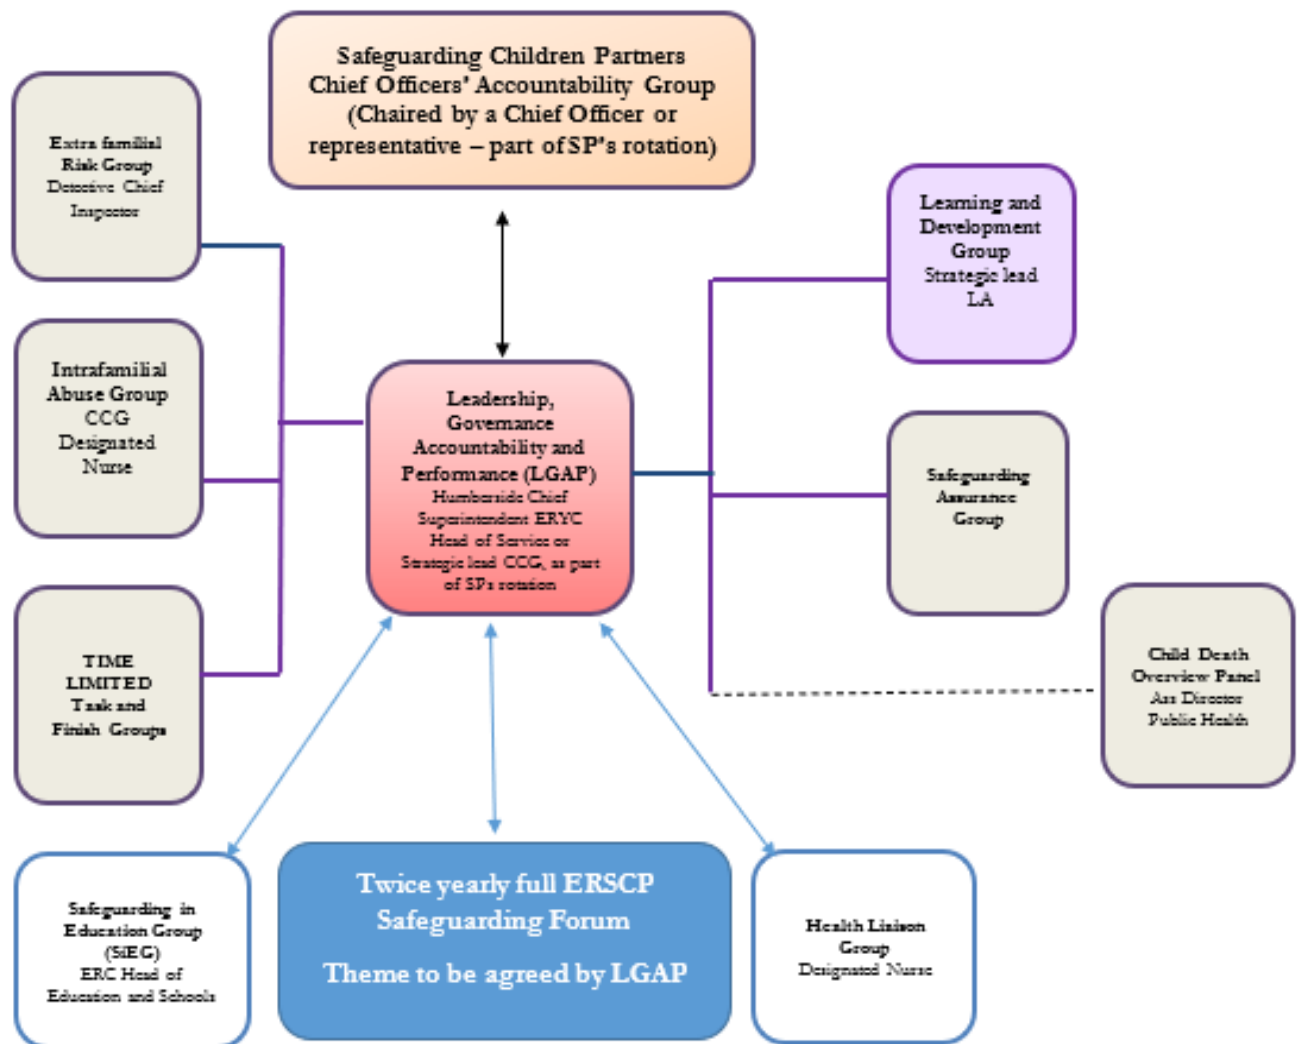 Safeguarding Children Partners
Chief Officers' Accountability Group
(Chaired by a Chief Officer or
representative – part of SP's rotation)
Extra familial
Risk Group
Detective Chief
Inspector
Learning and
Development
Group
Strategic lead
LA
Intrafamilial
Abuse Group
CCG
Designated
Nurse
Leadership,
Governance
Accountability and
Performance (LGAP)
Humberside Chief
Superintendent ERYC
Head of Service or
Strategic lead CCG, as part
of SPs rotation
Safeguarding
Assurance
Group
TIME
LIMITED
Task and
Finish Groups
Child Death
Overview Panel
Ass Director
Public Health
Safeguarding in
Education Group
(SiEG)
ERC Head of
Education and Schools
Twice yearly full ERSCP
Safeguarding Forum
Theme to be agreed by LGAP
Health Liaison
Group
Designated Nurse